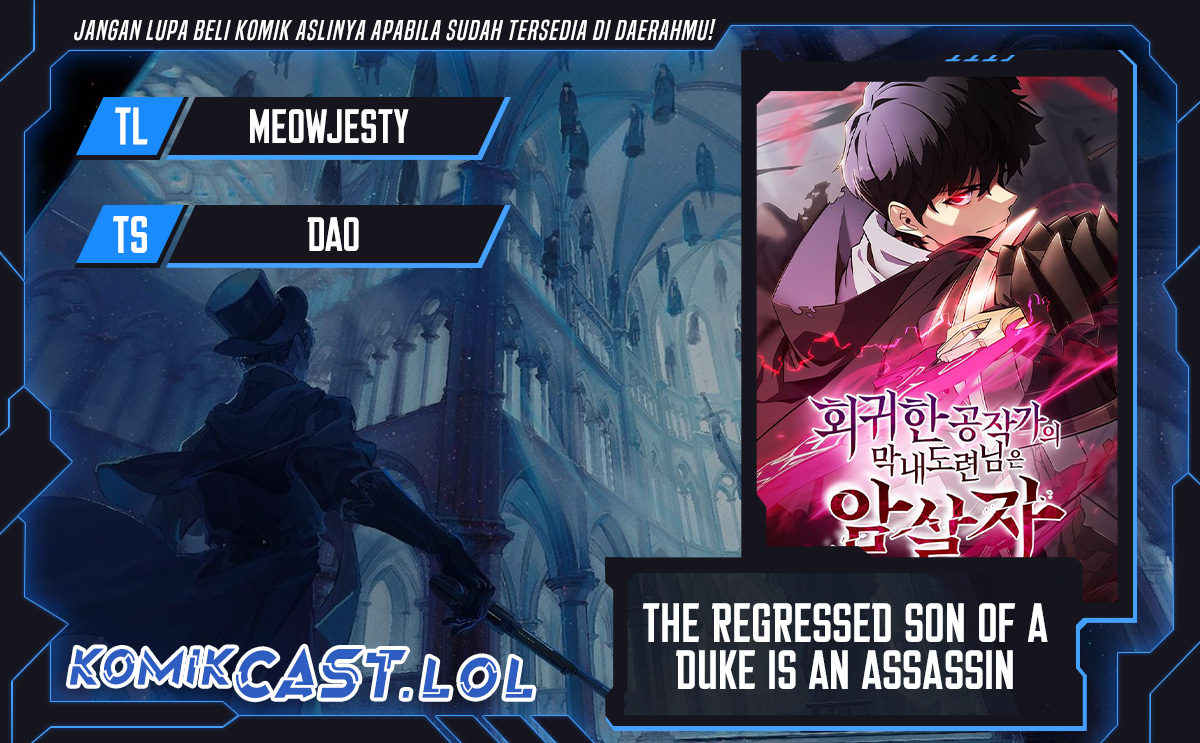 JANGAN LUPA BELI KOMIK ASLINYA APABILA SUDAH TERSEDIA DI DAERAHMU!
TL
MEOWJESTY
TS
DAO
회귀한 공작가의
막내도련님은
암살자
THE REGRESSED SON OF A
DUKE IS AN ASSASSIN
KOMIKCAST.LOL